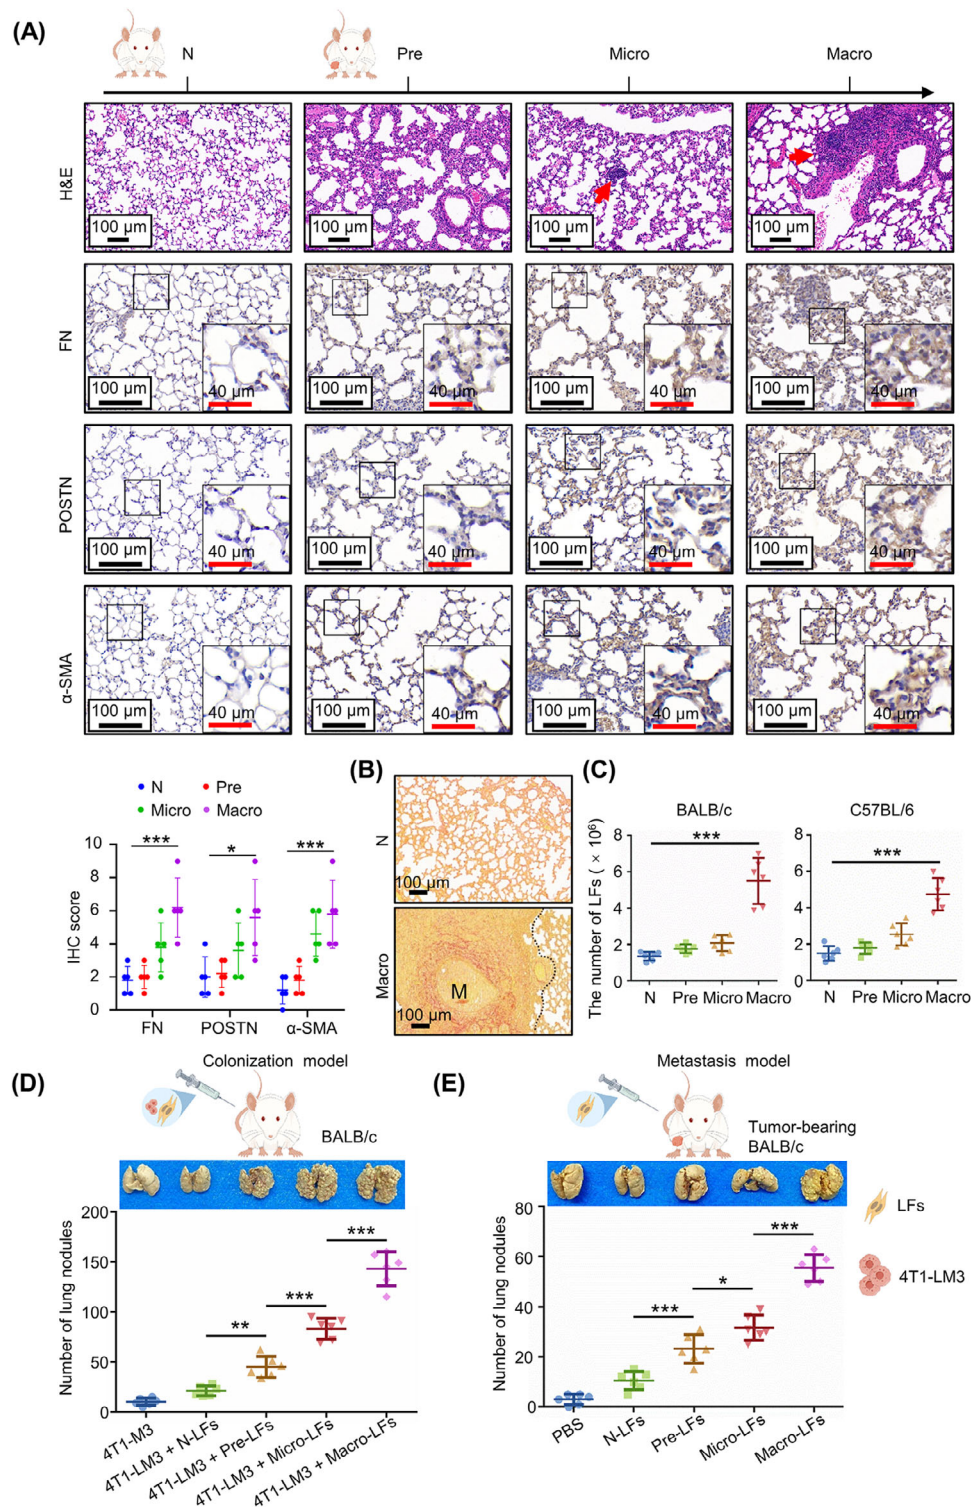 (A)
N
Pre
Micro
Macro
H&E
100 µm
100 µm
100 µm
100 µm
FN
100 µm
40 µm
100 µm
40 µm
100 µm
40 µm
100 µm
40 µm
POSTN
100 µm
40 µm
100 µm
40 µm
100 µm
40 µm
100 µm
40 µm
α-SMA
100 µm
40 µm
100 µm
40 µm
100 µm
40 µm
100 µm
40 µm
N
Pre
Micro
Macro
IHC score
10
8
6
4
2
0
***
*
***
FN
POSTN
α-SMA
(B)
N
100 µm
Macro
M
100 µm
(C)
BALB/c
The number of LFs (× 10⁶)
8
6
4
2
0
***
N
Pre
Micro
Macro
C57BL/6
8
6
4
2
0
***
N
Pre
Micro
Macro
(D)
Colonization model
BALB/c
Number of lung nodules
200
150
100
50
0
**
***
***
4T1-M3
4T1-LM3 + N-LFs
4T1-LM3 + Pre-LFs
4T1-LM3 + Micro-LFs
4T1-LM3 + Macro-LFs
(E)
Metastasis model
Tumor-bearing
BALB/c
Number of lung nodules
80
60
40
20
0
***
*
***
PBS
N-LFs
Pre-LFs
Micro-LFs
Macro-LFs
LFs
4T1-LM3